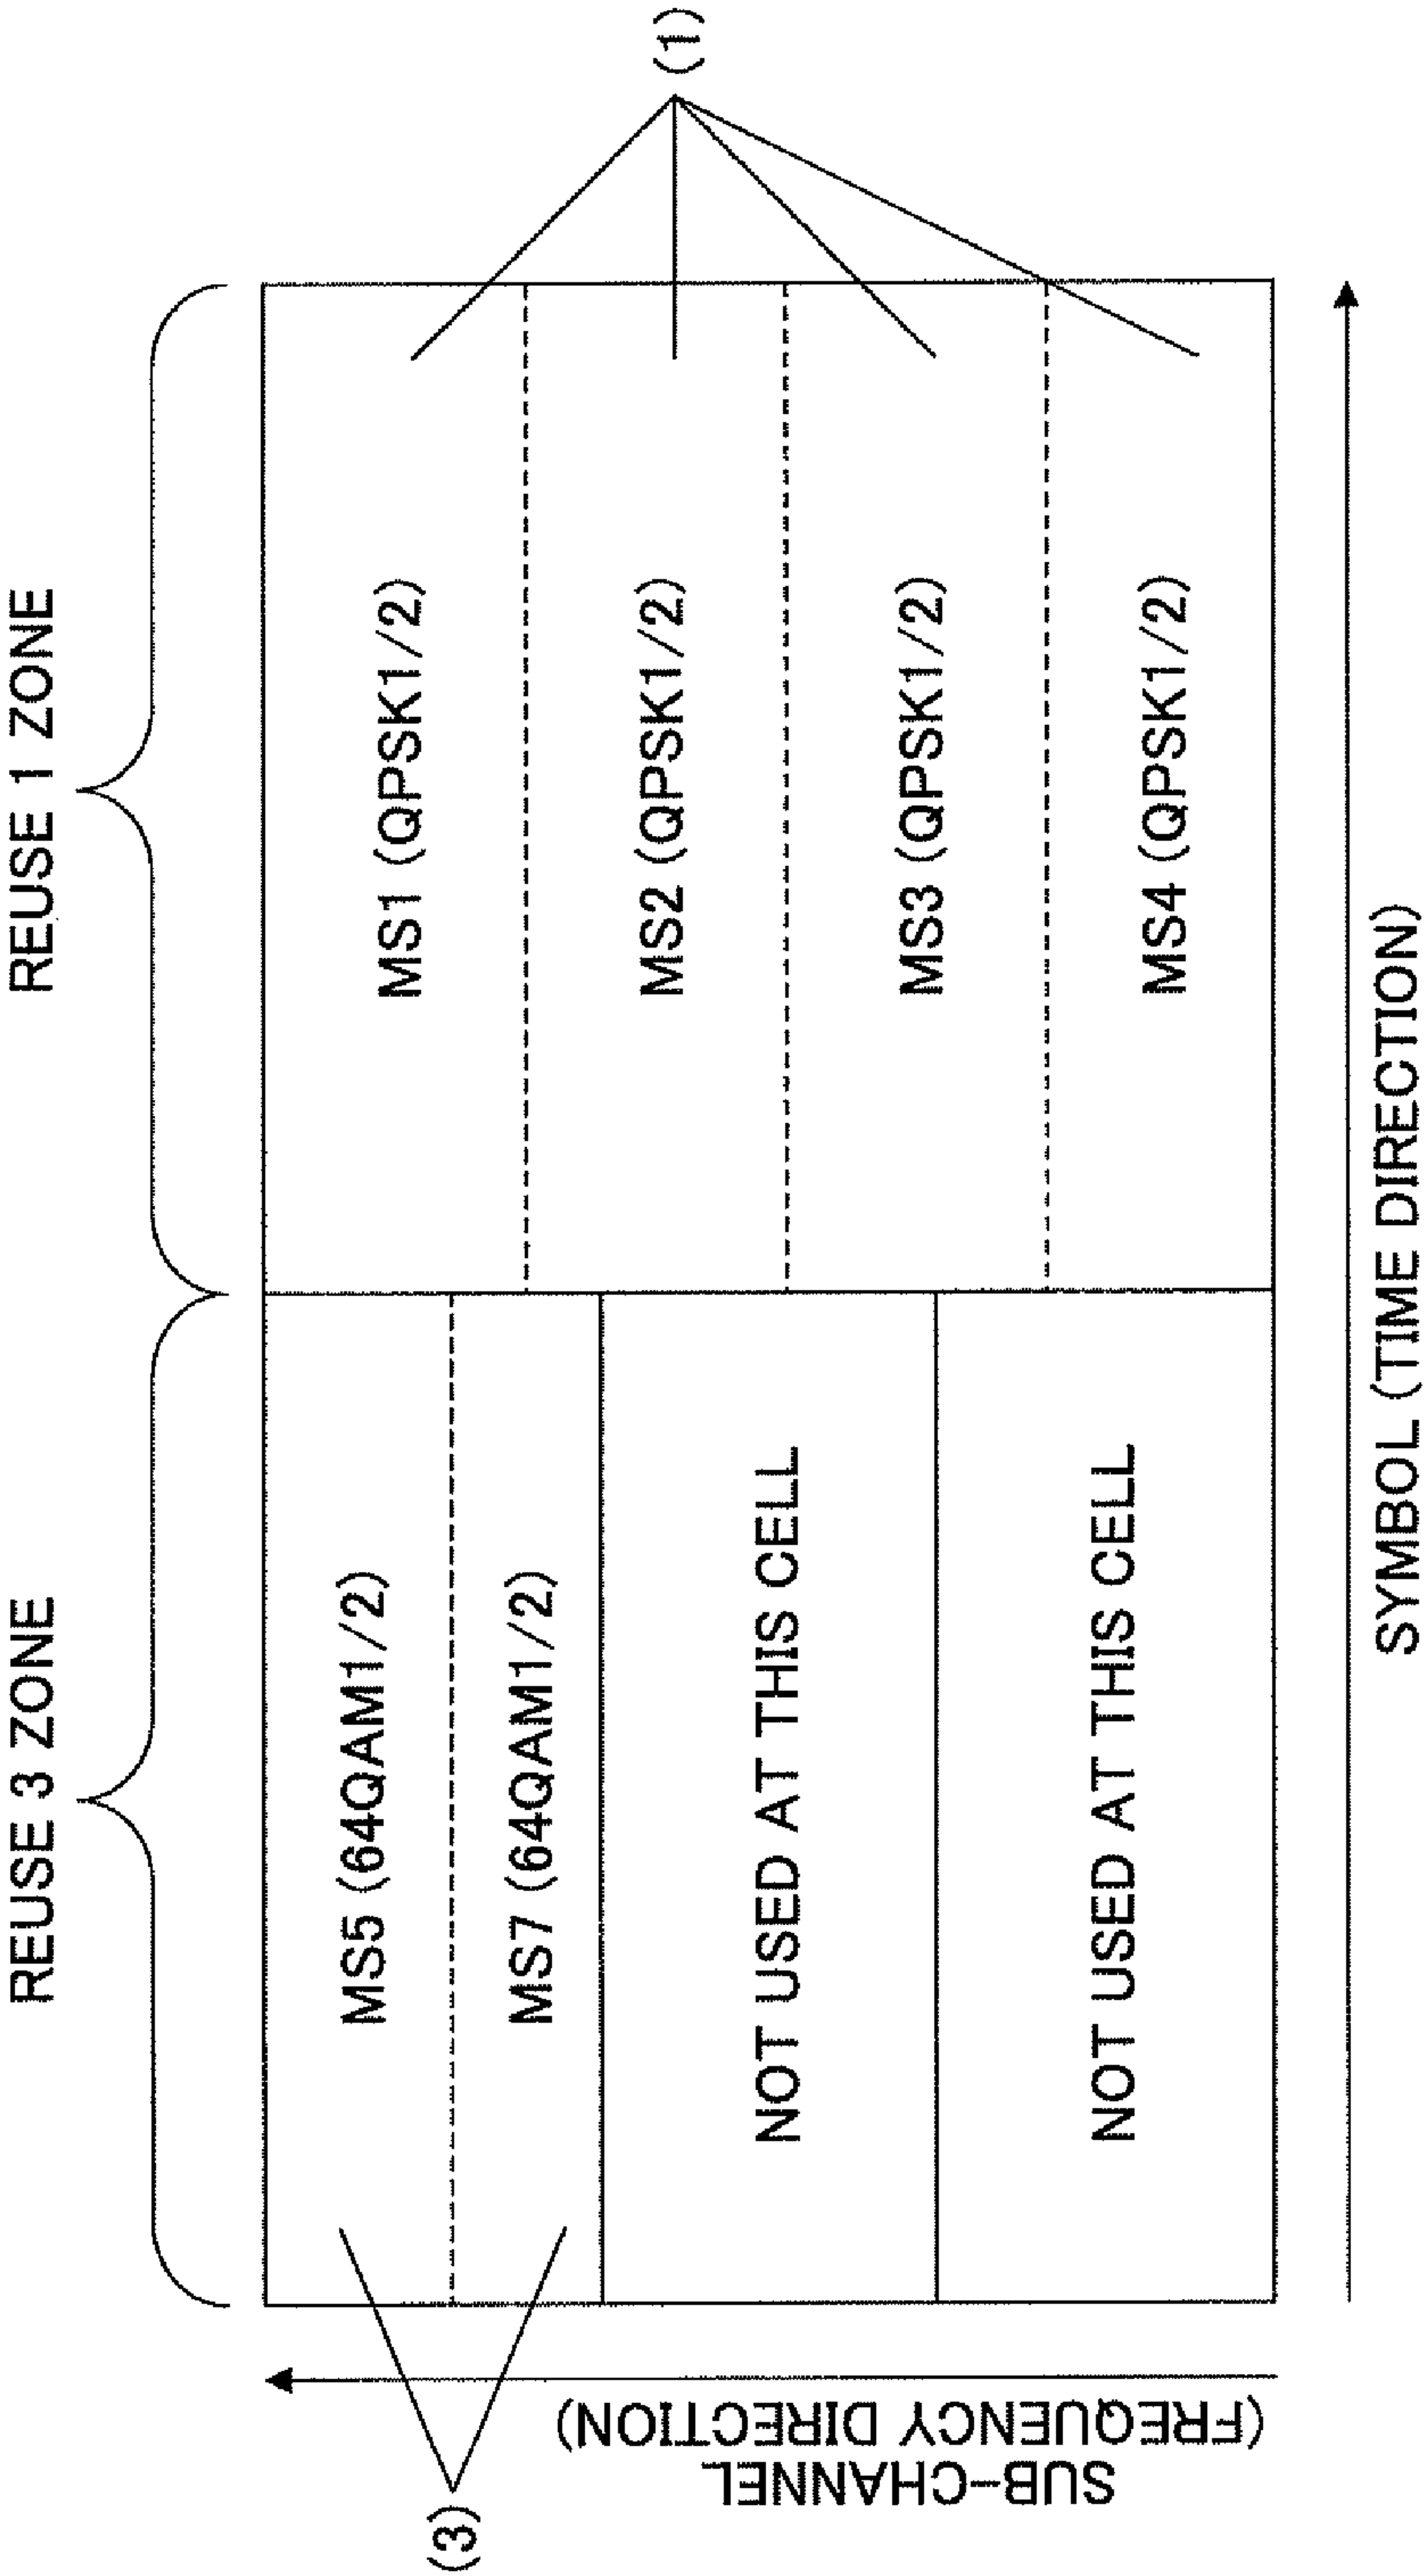 REUSE 3 ZONE
REUSE 1 ZONE
MS5 (64QAM1/2)
MS7 (64QAM1/2)
NOT USED AT THIS CELL
NOT USED AT THIS CELL
MS1 (QPSK1/2)
MS2 (QPSK1/2)
MS3 (QPSK1/2)
MS4 (QPSK1/2)
(3)
(1)
SUB-CHANNEL
(FREQUENCY DIRECTION)
SYMBOL (TIME DIRECTION)